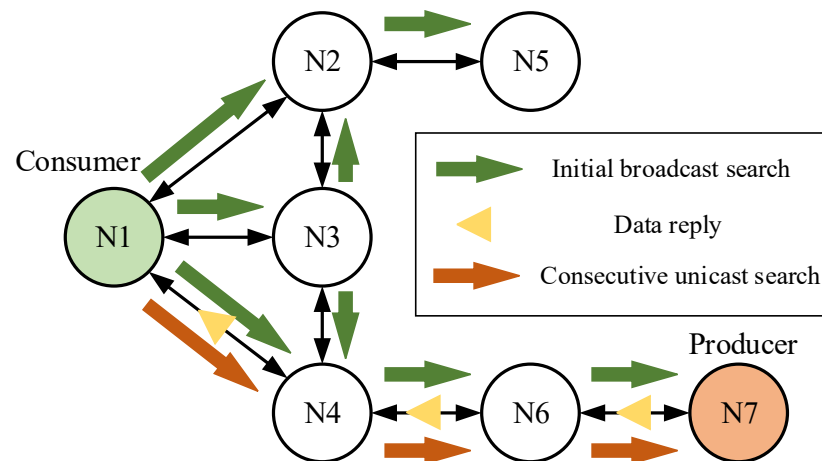 N2
N5
Consumer
Initial broadcast search
N1
N3
Data reply
Consecutive unicast search
Producer
N4
N6
N7